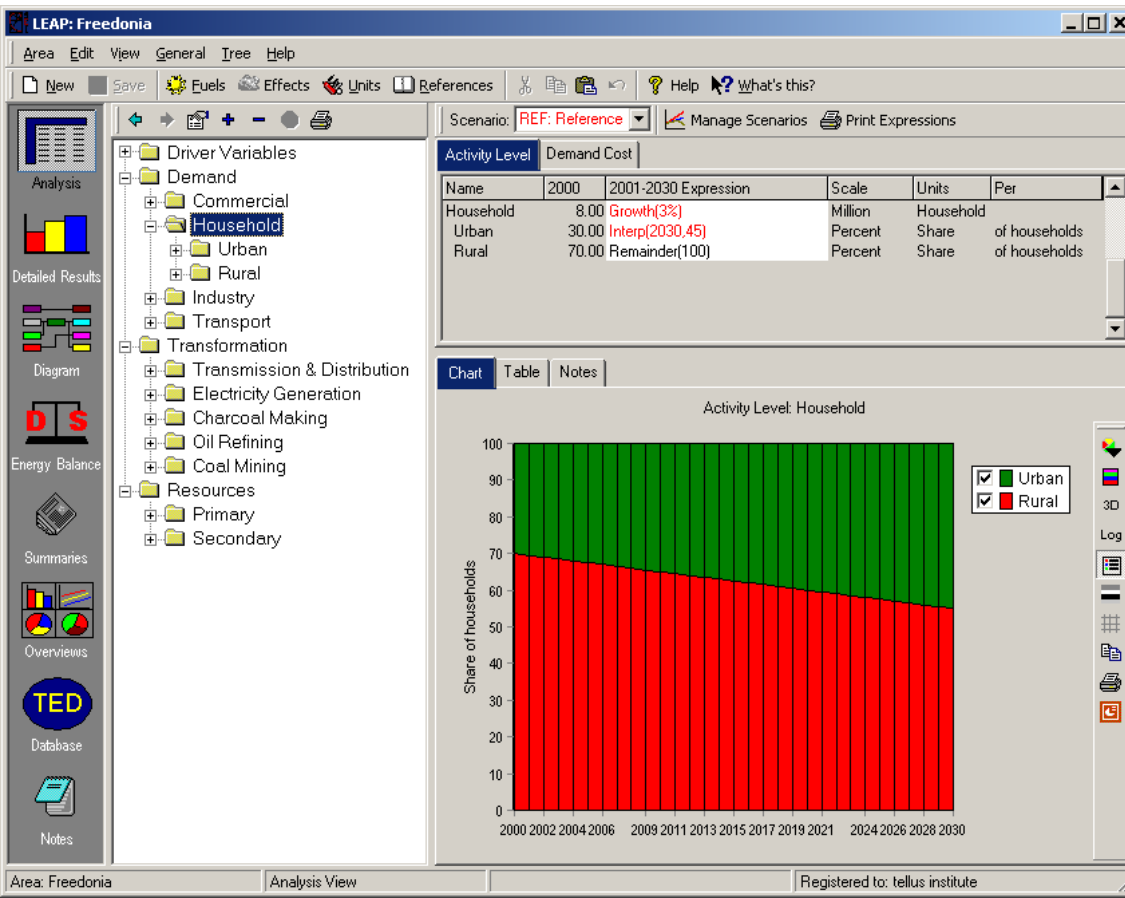 LEAP: Freedonia
Area Edit View General Tree Help
New Save Fuels Effects Units References Help What's this?
Analysis
Detailed Results
Diagram
Energy Balance
Summaries
Overviews
TED
Database
Notes
Driver Variables
Demand
Commercial
Household
Urban
Rural
Industry
Transport
Transformation
Transmission & Distribution
Electricity Generation
Charcoal Making
Oil Refining
Coal Mining
Resources
Primary
Secondary
Scenario: REF: Reference Manage Scenarios Print Expressions
Activity Level Demand Cost
Name 2000 2001-2030 Expression Scale Units Per
Household 8.00 Growth(3%) Million Household
Urban 30.00 Interp(2030,45) Percent Share of households
Rural 70.00 Remainder(100) Percent Share of households
Chart Table Notes
Activity Level: Household
Share of households
100
90
80
70
60
50
40
30
20
10
0
2000 2002 2004 2006 2009 2011 2013 2015 2017 2019 2021 2024 2026 2028 2030
Urban
Rural
3D
Log
D S
Area: Freedonia Analysis View Registered to: tellus institute